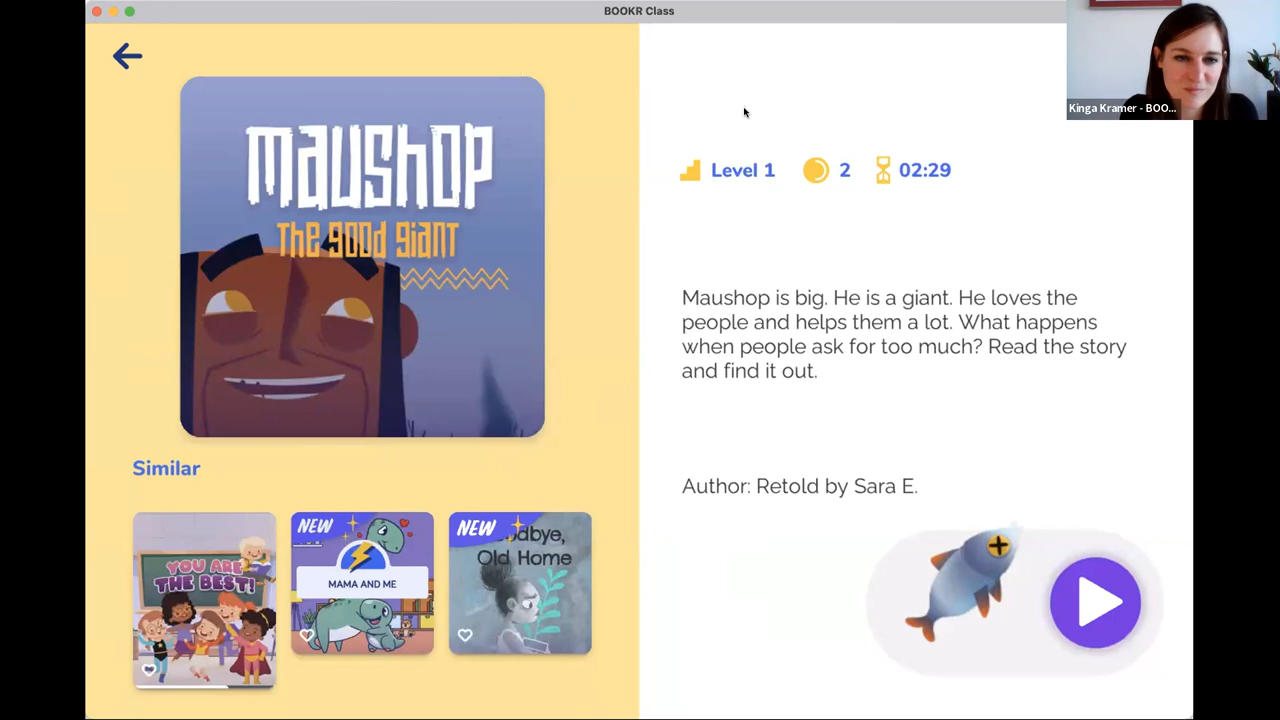 BOOKR Class
Kinga Kramer - BOO...
maushop
The good giant
Level 1
2
02:29
Maushop is big. He is a giant. He loves the
people and helps them a lot. What happens
when people ask for too much? Read the story
and find it out.
Author: Retold by Sara E.
Similar
YOU ARE
THE BEST!
NEW
MAMA AND ME
NEW
dbye,
Old Home